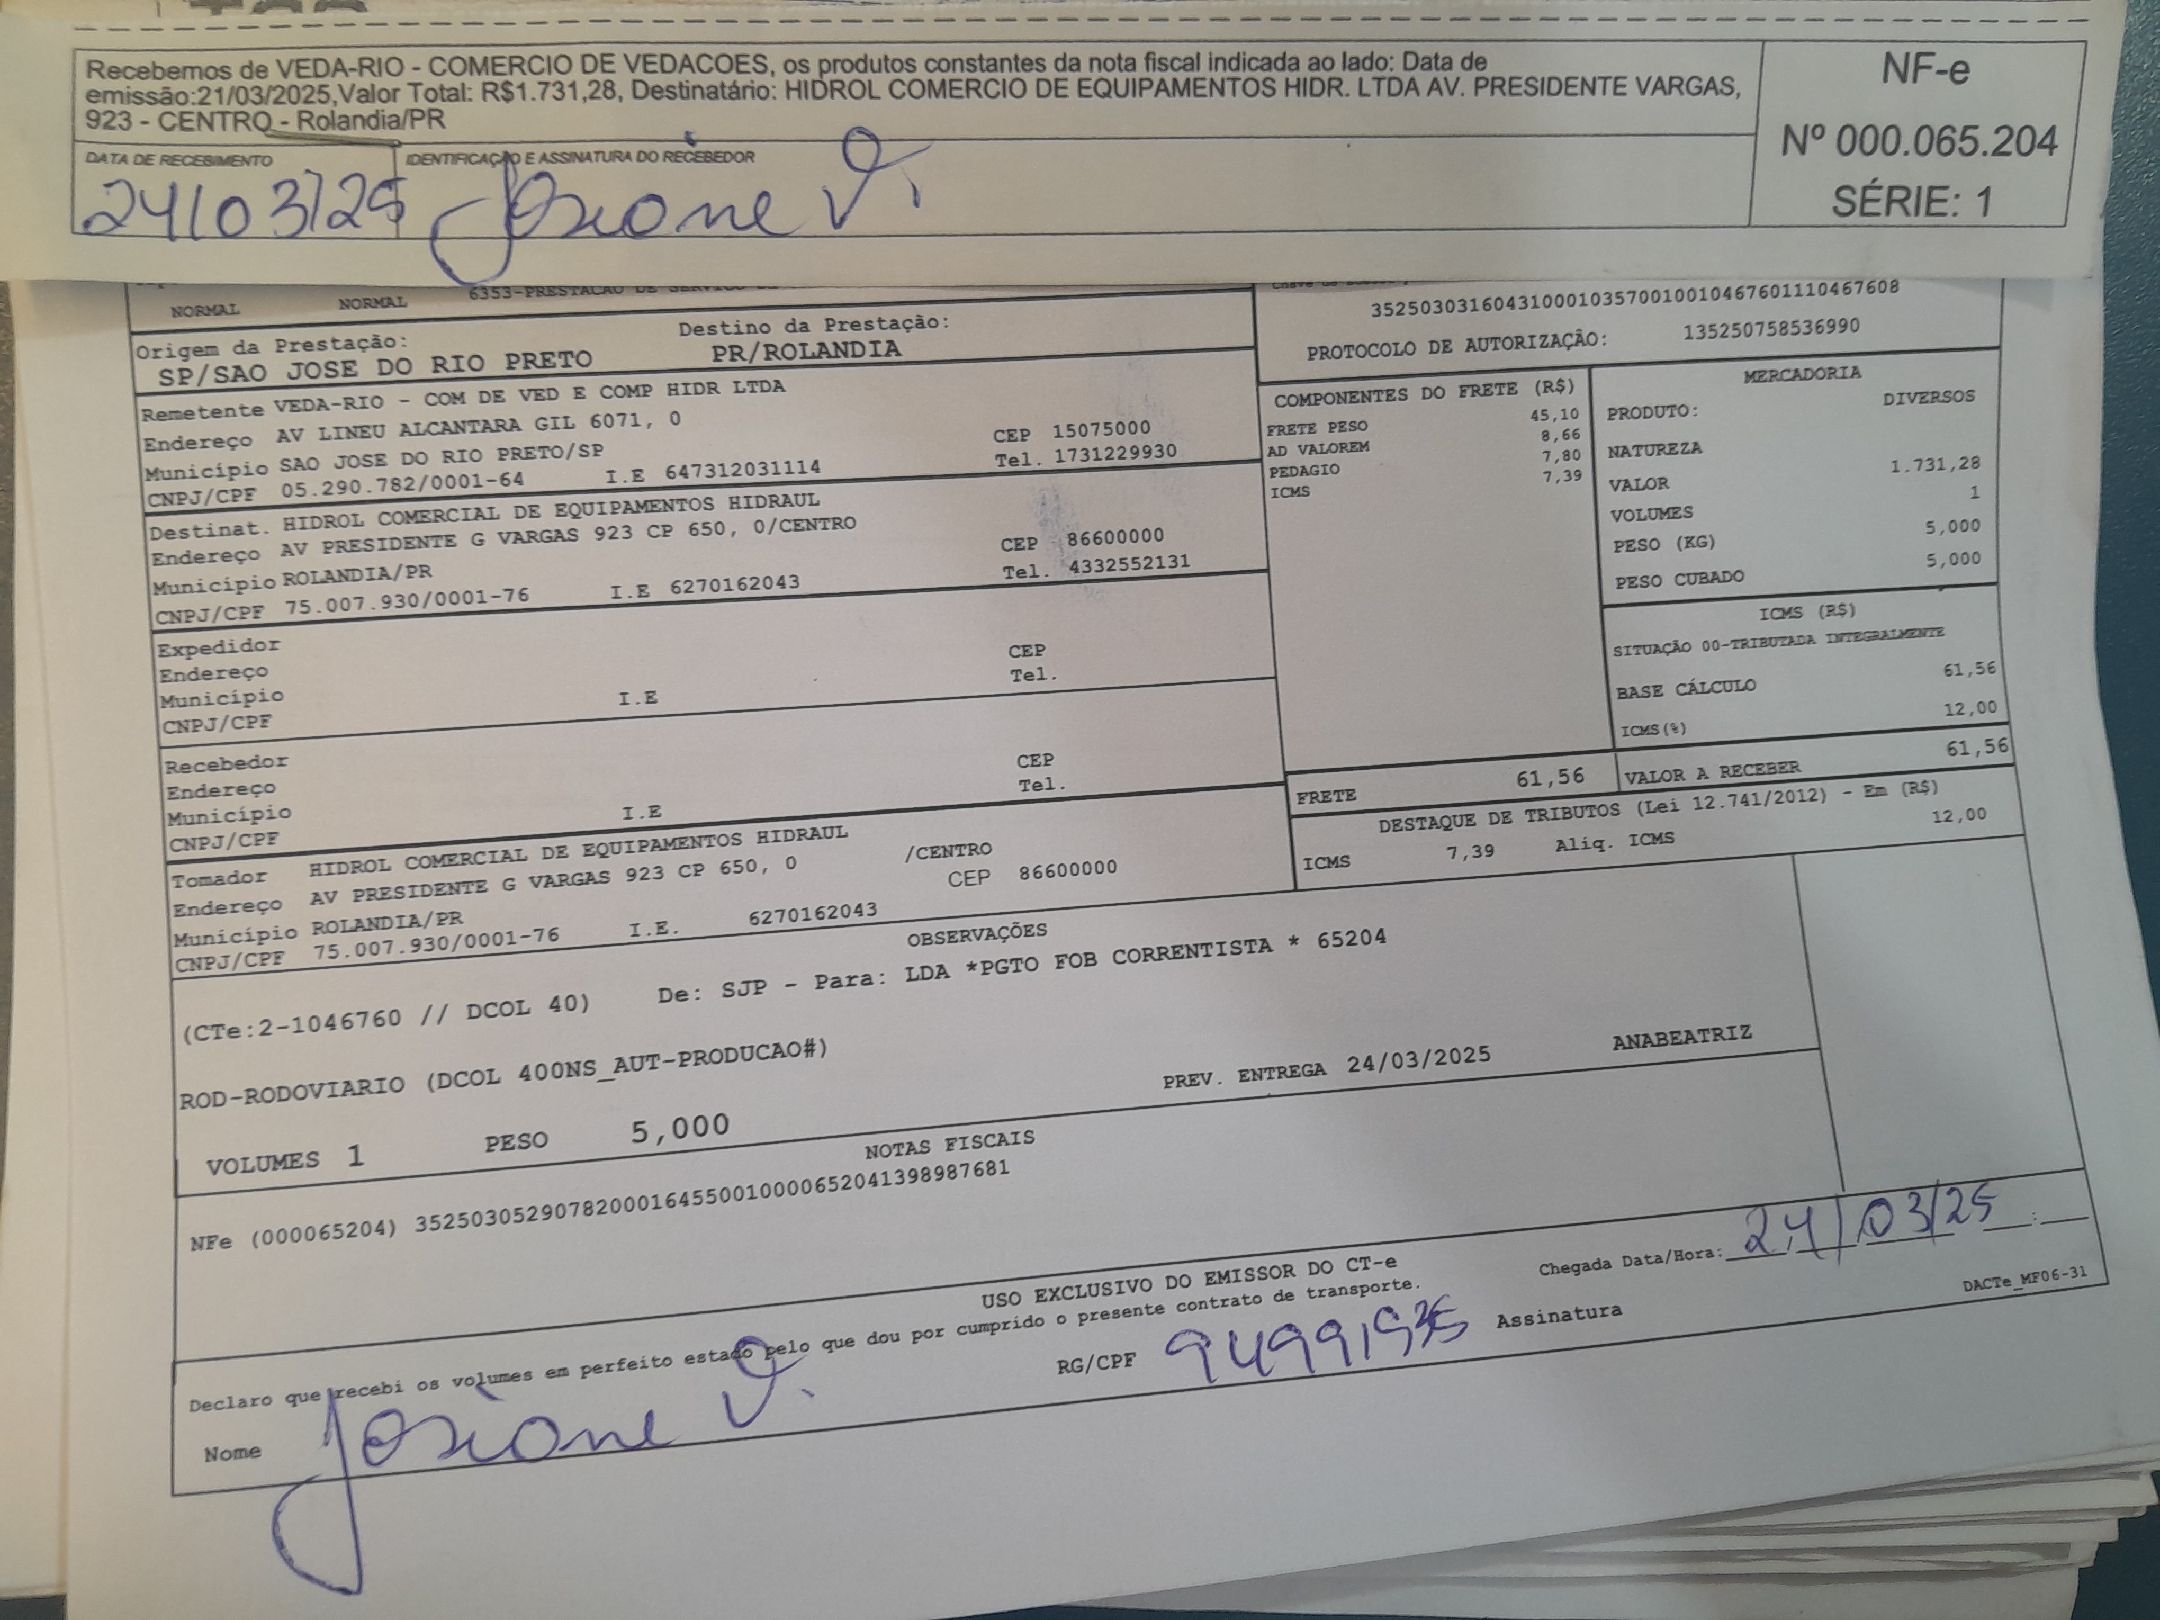 Recebemos de VEDA-RIO - COMERCIO DE VEDACOES, os produtos constantes da nota fiscal indicada ao lado: Data de
emissão:21/03/2025,Valor Total: R$1.731,28, Destinatário: HIDROL COMERCIO DE EQUIPAMENTOS HIDR. LTDA AV. PRESIDENTE VARGAS,
923 - CENTRO - Rolandia/PR
NF-e
Nº 000.065.204
SÉRIE: 1
DATA DE RECEBIMENTO
24/03/25
IDENTIFICAÇÃO E ASSINATURA DO RECEBEDOR
Josiane V.
NORMAL NORMAL 6353-PRESTACAO DE SERVICO
35250303160431000103570010010467601110467608
PROTOCOLO DE AUTORIZAÇÃO: 135250758536990
Origem da Prestação: Destino da Prestação:
SP/SAO JOSE DO RIO PRETO PR/ROLANDIA
Remetente VEDA-RIO - COM DE VED E COMP HIDR LTDA
Endereço AV LINEU ALCANTARA GIL 6071, 0
Município SAO JOSE DO RIO PRETO/SP CEP 15075000
CNPJ/CPF 05.290.782/0001-64 I.E 647312031114 Tel. 1731229930
Destinat. HIDROL COMERCIAL DE EQUIPAMENTOS HIDRAUL
Endereço AV PRESIDENTE G VARGAS 923 CP 650, 0/CENTRO
Município ROLANDIA/PR CEP 86600000
CNPJ/CPF 75.007.930/0001-76 I.E 6270162043 Tel. 4332552131
Expedidor
Endereço CEP
Município Tel.
CNPJ/CPF I.E
Recebedor
Endereço CEP
Município Tel.
CNPJ/CPF I.E
Tomador HIDROL COMERCIAL DE EQUIPAMENTOS HIDRAUL
Endereço AV PRESIDENTE G VARGAS 923 CP 650, 0 /CENTRO
Município ROLANDIA/PR CEP 86600000
CNPJ/CPF 75.007.930/0001-76 I.E. 6270162043
COMPONENTES DO FRETE (R$)
FRETE PESO 45,10
AD VALOREM 8,66
PEDAGIO 7,80
ICMS 7,39
MERCADORIA
PRODUTO: DIVERSOS
NATUREZA
VALOR 1.731,28
VOLUMES 1
PESO (KG) 5,000
PESO CUBADO 5,000
ICMS (R$)
SITUAÇÃO 00-TRIBUTADA INTEGRALMENTE
BASE CÁLCULO 61,56
ICMS(%) 12,00
FRETE 61,56 VALOR A RECEBER 61,56
DESTAQUE DE TRIBUTOS (Lei 12.741/2012) - Em (R$)
ICMS 7,39 Alíq. ICMS 12,00
OBSERVAÇÕES
(CTe:2-1046760 // DCOL 40) De: SJP - Para: LDA *PGTO FOB CORRENTISTA * 65204
ROD-RODOVIARIO (DCOL 400NS_AUT-PRODUCAO#)
PREV. ENTREGA 24/03/2025 ANABEATRIZ
VOLUMES 1 PESO 5,000
NOTAS FISCAIS
NFe (000065204) 35250305290782000164550010000652041398987681
USO EXCLUSIVO DO EMISSOR DO CT-e
Chegada Data/Hora: 24/03/25 :
Declaro que recebi os volumes em perfeito estado pelo que dou por cumprido o presente contrato de transporte.
DACTe_MF06-31
Nome Josiane V. RG/CPF Assinatura